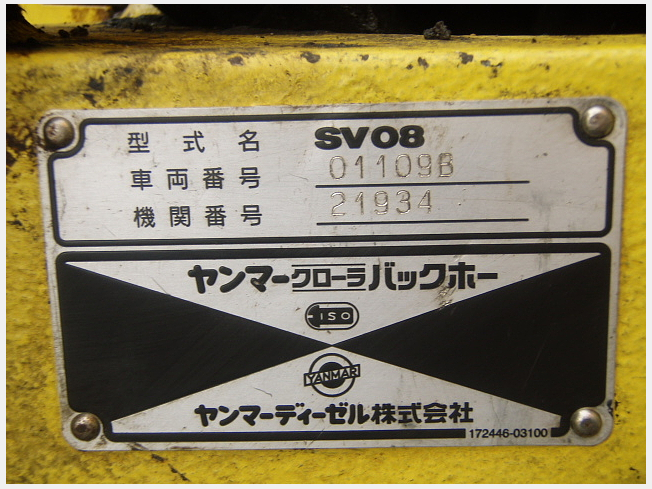 型式名 SV08
車両番号 01109B
機関番号 21934
ヤンマークローラバックホー
ISO
YANMAR
ヤンマーディーゼル株式会社
172446-03100